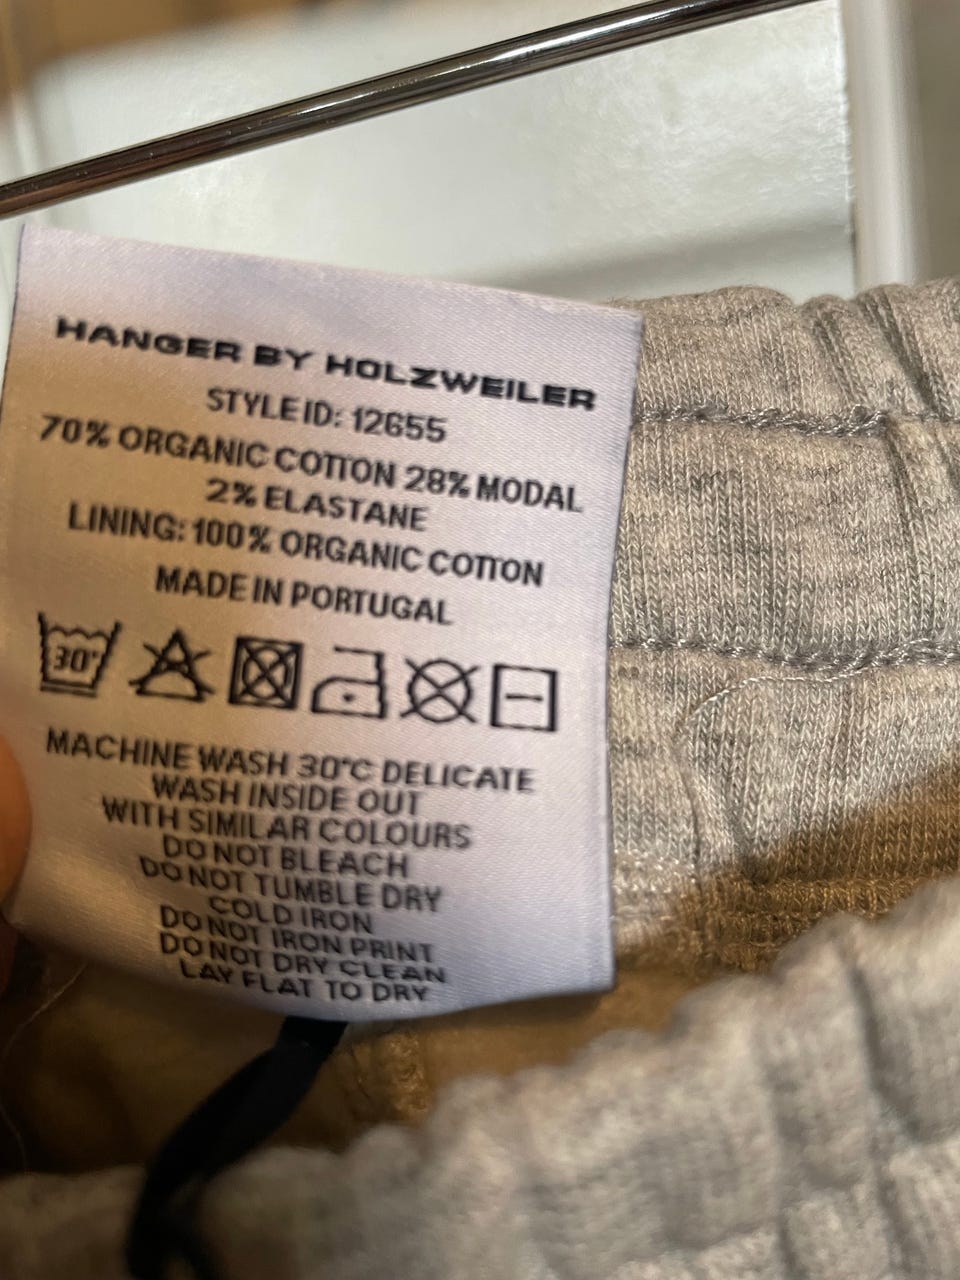 HANGER BY HOLZWEILER
STYLE ID: 12655
70% ORGANIC COTTON 28% MODAL
2% ELASTANE
LINING: 100% ORGANIC COTTON
MADE IN PORTUGAL
30°
MACHINE WASH 30°C DELICATE
WASH INSIDE OUT
WITH SIMILAR COLOURS
DO NOT BLEACH
DO NOT TUMBLE DRY
COLD IRON
DO NOT IRON PRINT
DO NOT DRY CLEAN
LAY FLAT TO DRY